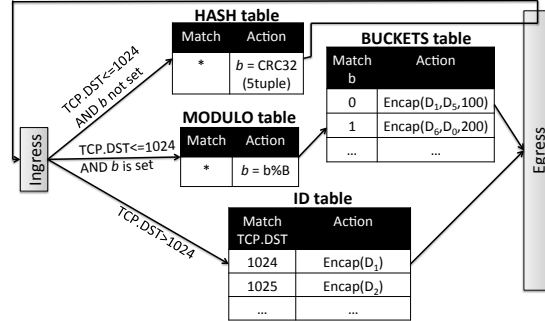 HASH table
Match Action
* b = CRC32
(5tuple)
TCP.DST<=1024
AND b not set
BUCKETS table
Match Action
b
0 Encap(D1,D5,100)
1 Encap(D6,D0,200)
... ...
MODULO table
Match Action
* b = b%B
TCP.DST<=1024
AND b is set
Ingress
Egress
TCP.DST>1024
ID table
Match Action
TCP.DST
1024 Encap(D1)
1025 Encap(D2)
... ...